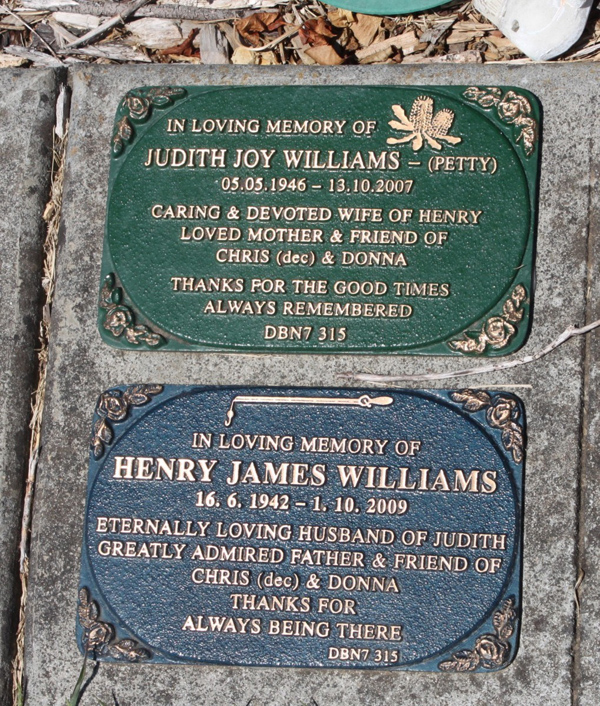 IN LOVING MEMORY OF
JUDITH JOY WILLIAMS – (PETTY)
05.05.1946 – 13.10.2007
CARING & DEVOTED WIFE OF HENRY
LOVED MOTHER & FRIEND OF
CHRIS (dec) & DONNA
THANKS FOR THE GOOD TIMES
ALWAYS REMEMBERED
DBN7 315
IN LOVING MEMORY OF
HENRY JAMES WILLIAMS
16. 6. 1942 – 1. 10. 2009
ETERNALLY LOVING HUSBAND OF JUDITH
GREATLY ADMIRED FATHER & FRIEND OF
CHRIS (dec) & DONNA
THANKS FOR
ALWAYS BEING THERE
DBN7 315